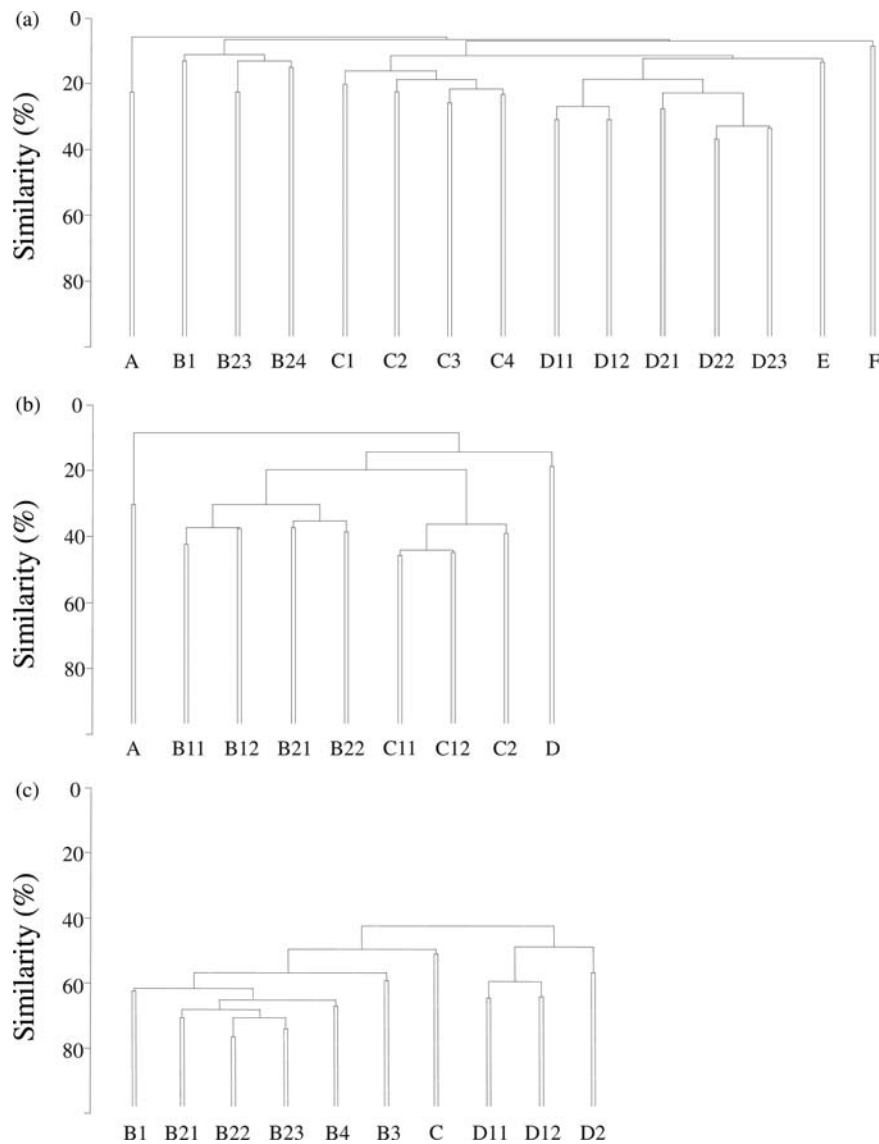 (a)
0
20
40
60
80
Similarity (%)
A B1 B23 B24 C1 C2 C3 C4 D11 D12 D21 D22 D23 E F
(b)
0
20
40
60
80
Similarity (%)
A B11 B12 B21 B22 C11 C12 C2 D
(c)
0
20
40
60
80
Similarity (%)
B1 B21 B22 B23 B4 B3 C D11 D12 D2